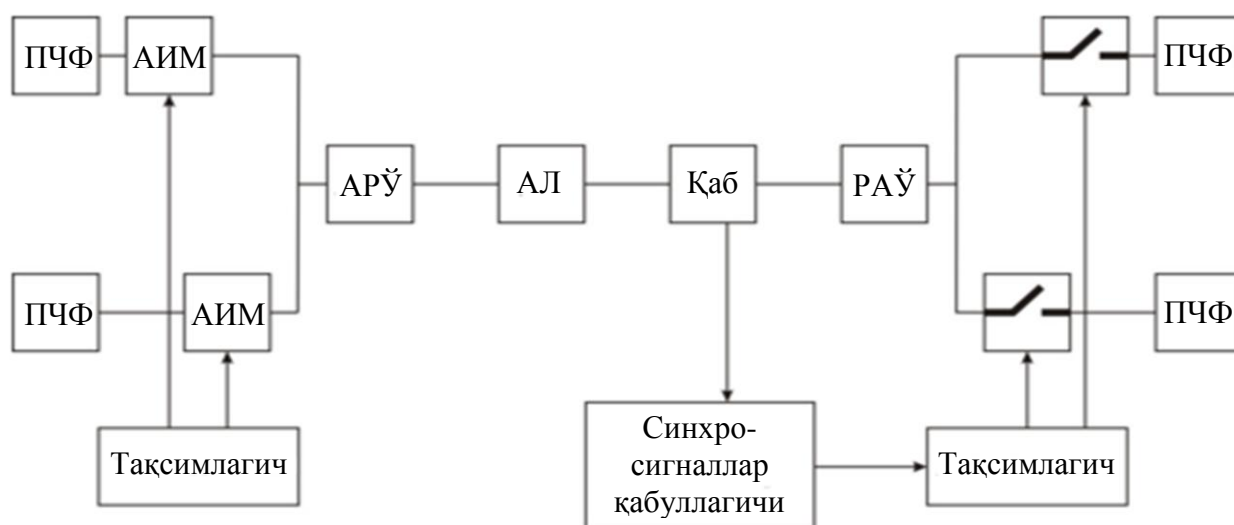 ПЧФ
АИМ
ПЧФ
АРЎ
АЛ
Қаб
РАЎ
ПЧФ
АИМ
ПЧФ
Тақсимлагич
Синхро-
сигналлар
қабуллагичи
Тақсимлагич